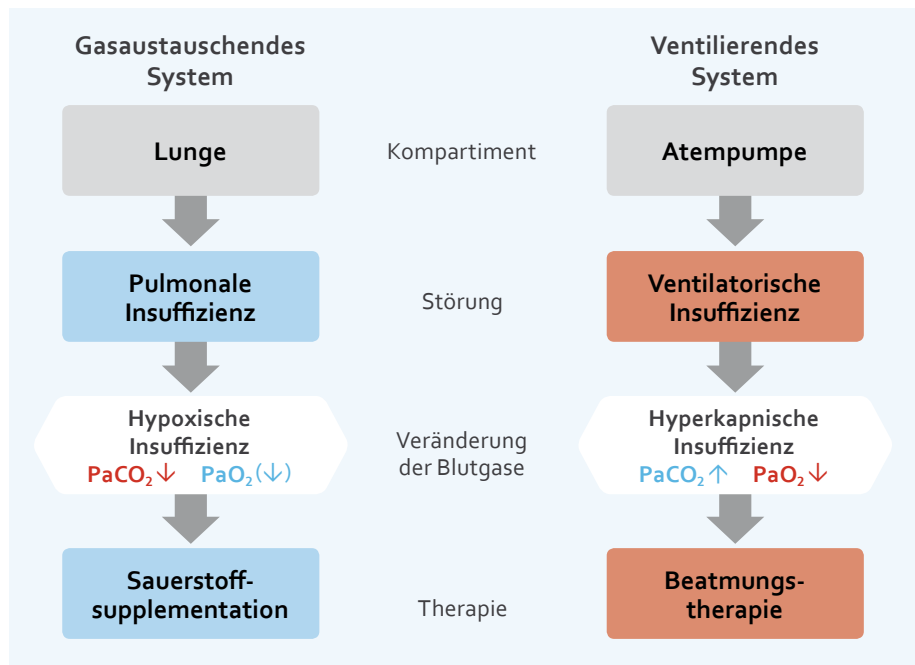 Gasaustauschendes
System
Ventilierendes
System
Lunge
Kompartiment
Atempumpe
Pulmonale
Insuffizienz
Störung
Ventilatorische
Insuffizienz
Hypoxische
Insuffizienz
PaCO₂↓ PaO₂(↓)
Veränderung
der Blutgase
Hyperkapnische
Insuffizienz
PaCO₂↑ PaO₂↓
Sauerstoff-
supplementation
Therapie
Beatmungs-
therapie